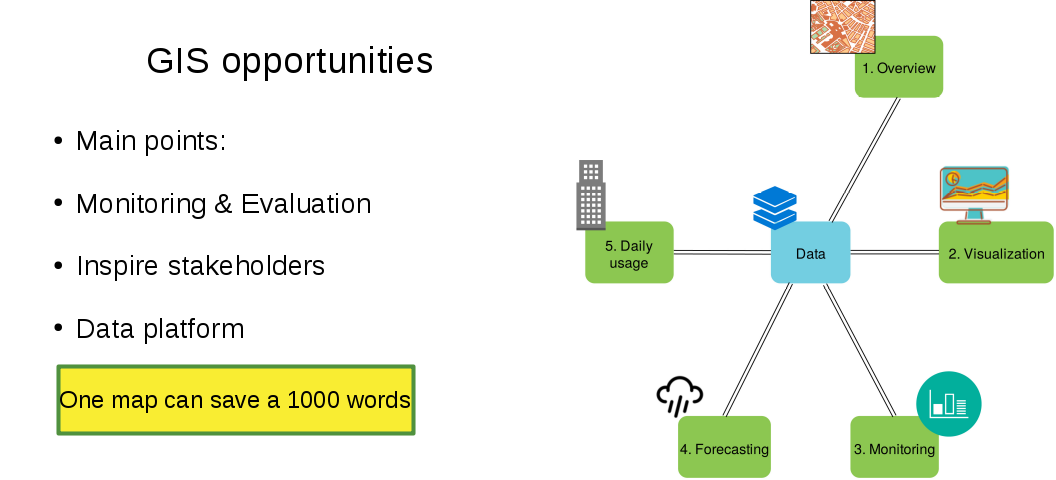 GIS opportunities
• Main points:
• Monitoring & Evaluation
• Inspire stakeholders
• Data platform
One map can save a 1000 words
1. Overview
2. Visualization
Data
5. Daily
usage
4. Forecasting
3. Monitoring